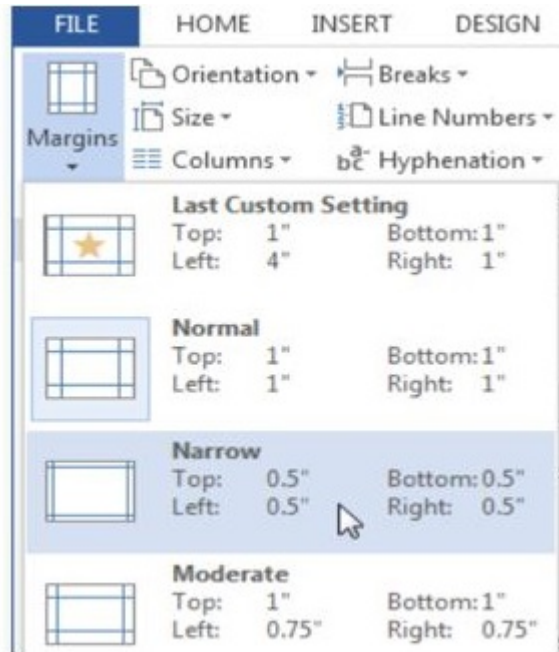 FILE HOME INSERT DESIGN
Orientation Breaks
Margins Size Line Numbers
Columns bc a- Hyphenation
Last Custom Setting
Top: 1" Bottom: 1"
Left: 4" Right: 1"
Normal
Top: 1" Bottom: 1"
Left: 1" Right: 1"
Narrow
Top: 0.5" Bottom: 0.5"
Left: 0.5" Right: 0.5"
Moderate
Top: 1" Bottom: 1"
Left: 0.75" Right: 0.75"